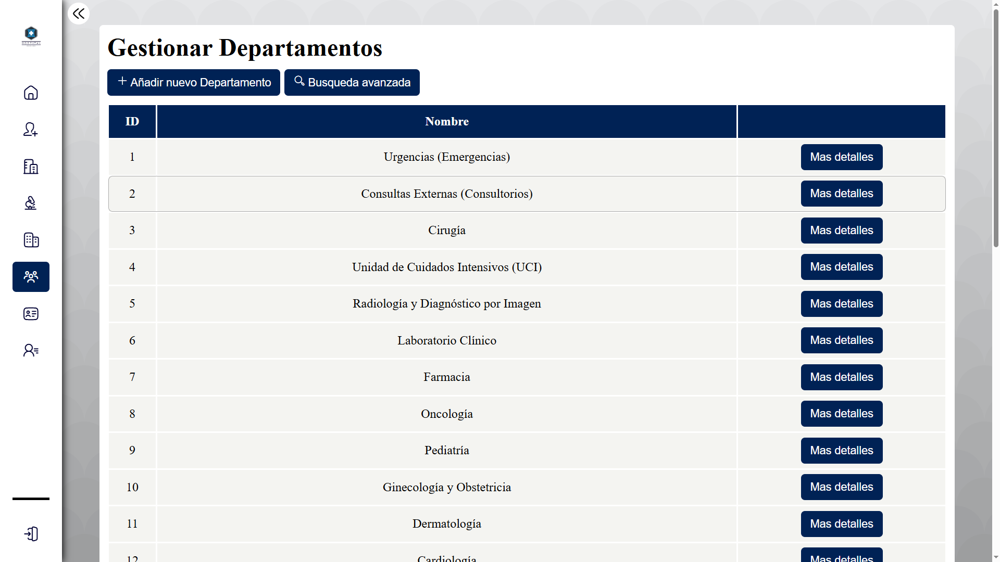 HOSPITAL
Gestionar Departamentos
Añadir nuevo Departamento Busqueda avanzada
ID Nombre
1 Urgencias (Emergencias) Mas detalles
2 Consultas Externas (Consultorios) Mas detalles
3 Cirugía Mas detalles
4 Unidad de Cuidados Intensivos (UCI) Mas detalles
5 Radiología y Diagnóstico por Imagen Mas detalles
6 Laboratorio Clínico Mas detalles
7 Farmacia Mas detalles
8 Oncología Mas detalles
9 Pediatría Mas detalles
10 Ginecología y Obstetricia Mas detalles
11 Dermatología Mas detalles
12 Cardiología Mas detalles